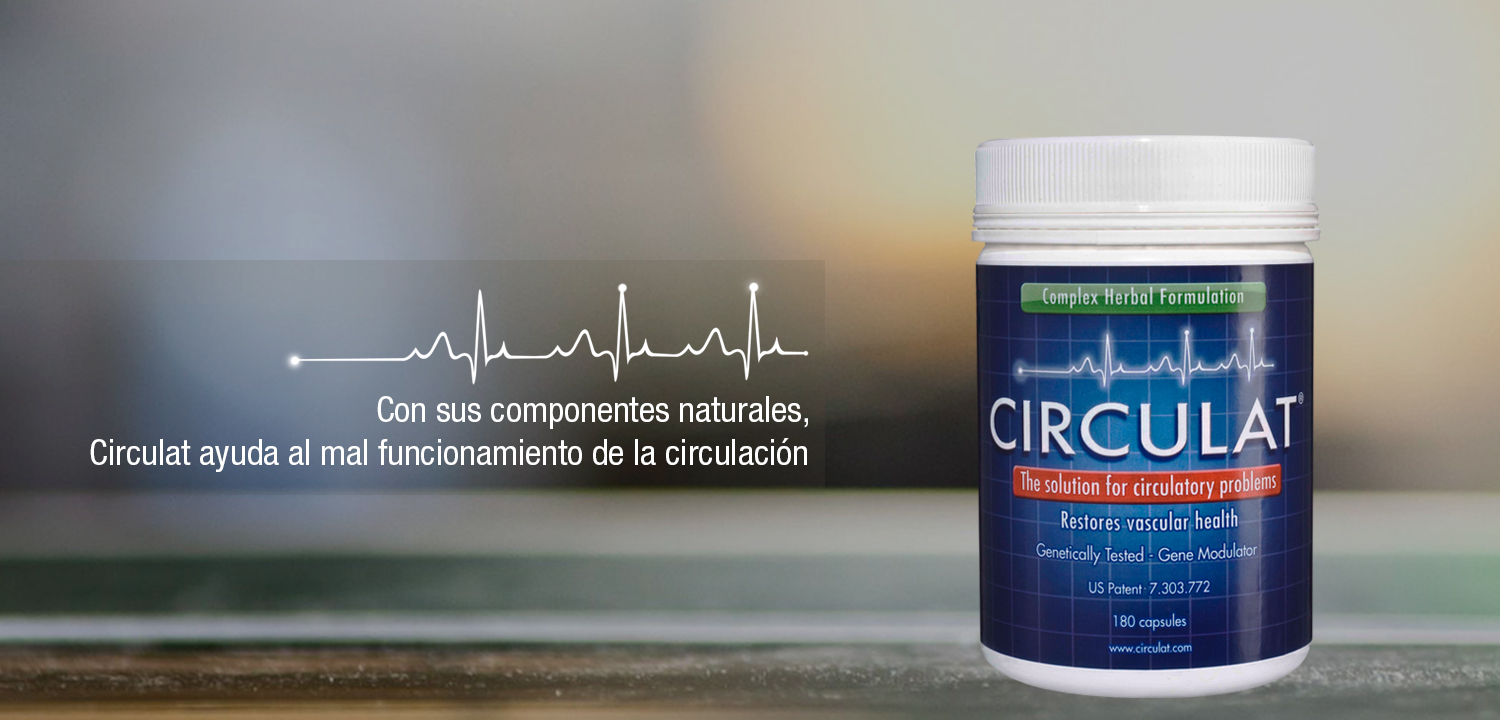 Con sus componentes naturales,
Circulat ayuda al mal funcionamiento de la circulación
Complex Herbal Formulation
CIRCULAT®
The solution for circulatory problems
Restores vascular health
Genetically Tested - Gene Modulator
US Patent 7.303.772
180 capsules
www.circulat.com